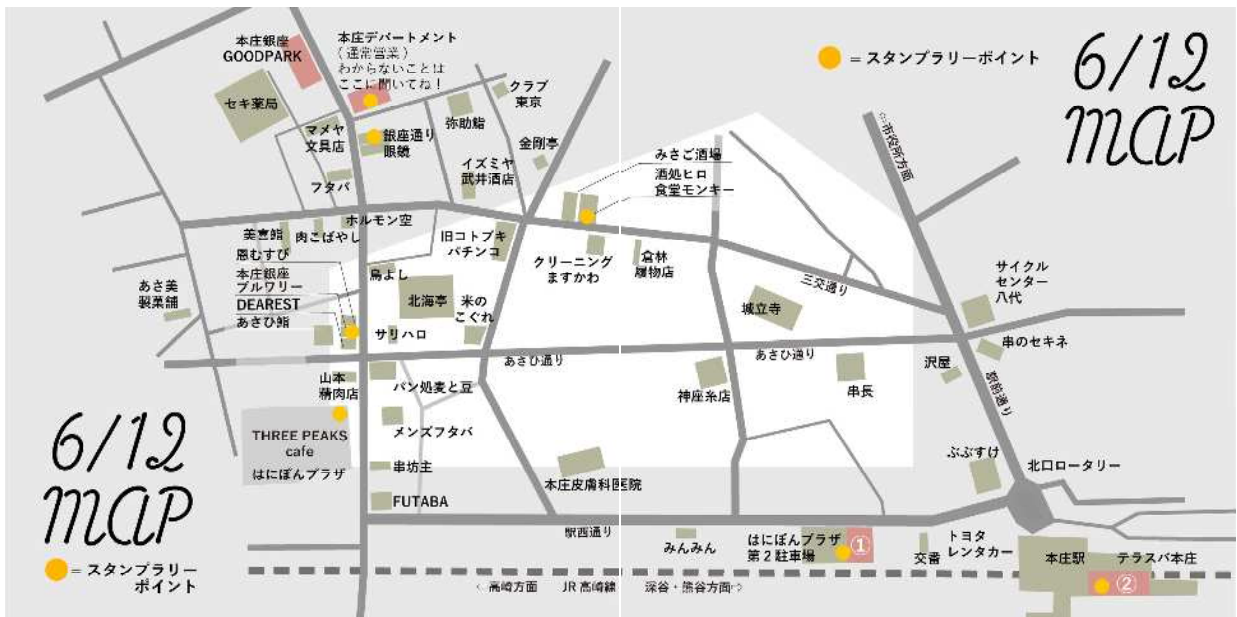 本庄銀座
GOODPARK
本庄デパートメント
(通常営業)
わからないことは
ここに聞いてね!
=スタンプラリーポイント
6/12
MAP
セキ薬局
マメヤ
文具店
銀座通り
眼鏡
弥助鮨
クラブ
東京
金剛亭
イズミヤ
武井酒店
フタバ
みさご酒場
酒処ヒロ
食堂モンキー
⇦市役所方面
ホルモン空
美喜鮨
肉こばやし
恩むすび
本庄銀座
ブルワリー
DEAREST
あさひ鮨
あさ美
製菓舗
鳥よし
旧コトブキ
パチンコ
クリーニング
ますかわ
倉林
履物店
三交通り
サイクル
センター
八代
北海亭
米の
こぐれ
城立寺
サリハロ
あさひ通り
あさひ通り
串のセキネ
沢屋
駅前通り
山本
精肉店
パン処麦と豆
神座糸店
串長
メンズフタバ
THREE PEAKS
cafe
はにぽんプラザ
6/12
MAP
串坊主
本庄皮膚科医院
ぶぶすけ
北口ロータリー
FUTABA
駅西通り
みんみん
はにぽんプラザ
第2駐車場
①
交番
トヨタ
レンタカー
本庄駅
テラスパ本庄
②
=スタンプラリー
ポイント
←高崎方面
JR高崎線
深谷・熊谷方面⇨